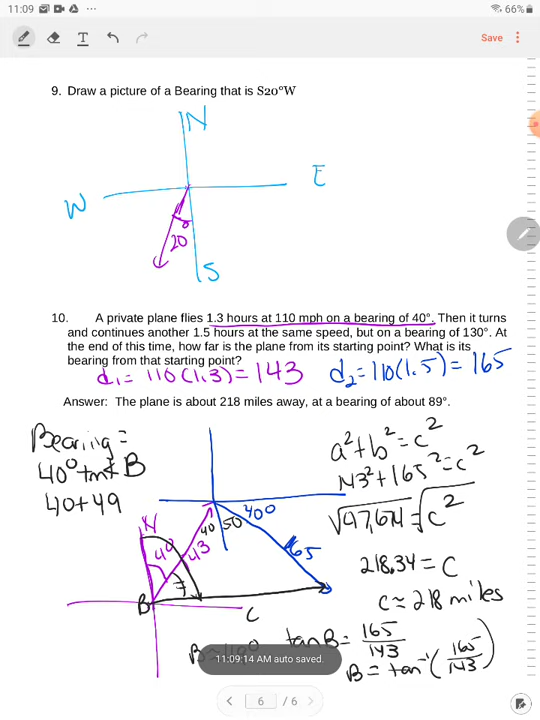 11:09
66%
Save
9. Draw a picture of a Bearing that is S20°W
N
W
E
20°
S
10. A private plane flies 1.3 hours at 110 mph on a bearing of 40°. Then it turns
and continues another 1.5 hours at the same speed, but on a bearing of 130°. At
the end of this time, how far is the plane from its starting point? What is its
bearing from that starting point?
d₁ = 110(1.3) = 143
d₂ = 110(1.5) = 165
Answer: The plane is about 218 miles away, at a bearing of about 89°.
Bearing =
40° + m∠B
40 + 49
a² + b² = c²
143² + 165² = c²
√47,674 = √c²
218.34 = C
C ≈ 218 miles
N
40
143
40
50
40°
165
?
B
C
tan B = 165/143
B = tan⁻¹(165/143)
11:09:14 AM auto saved.
6 / 6